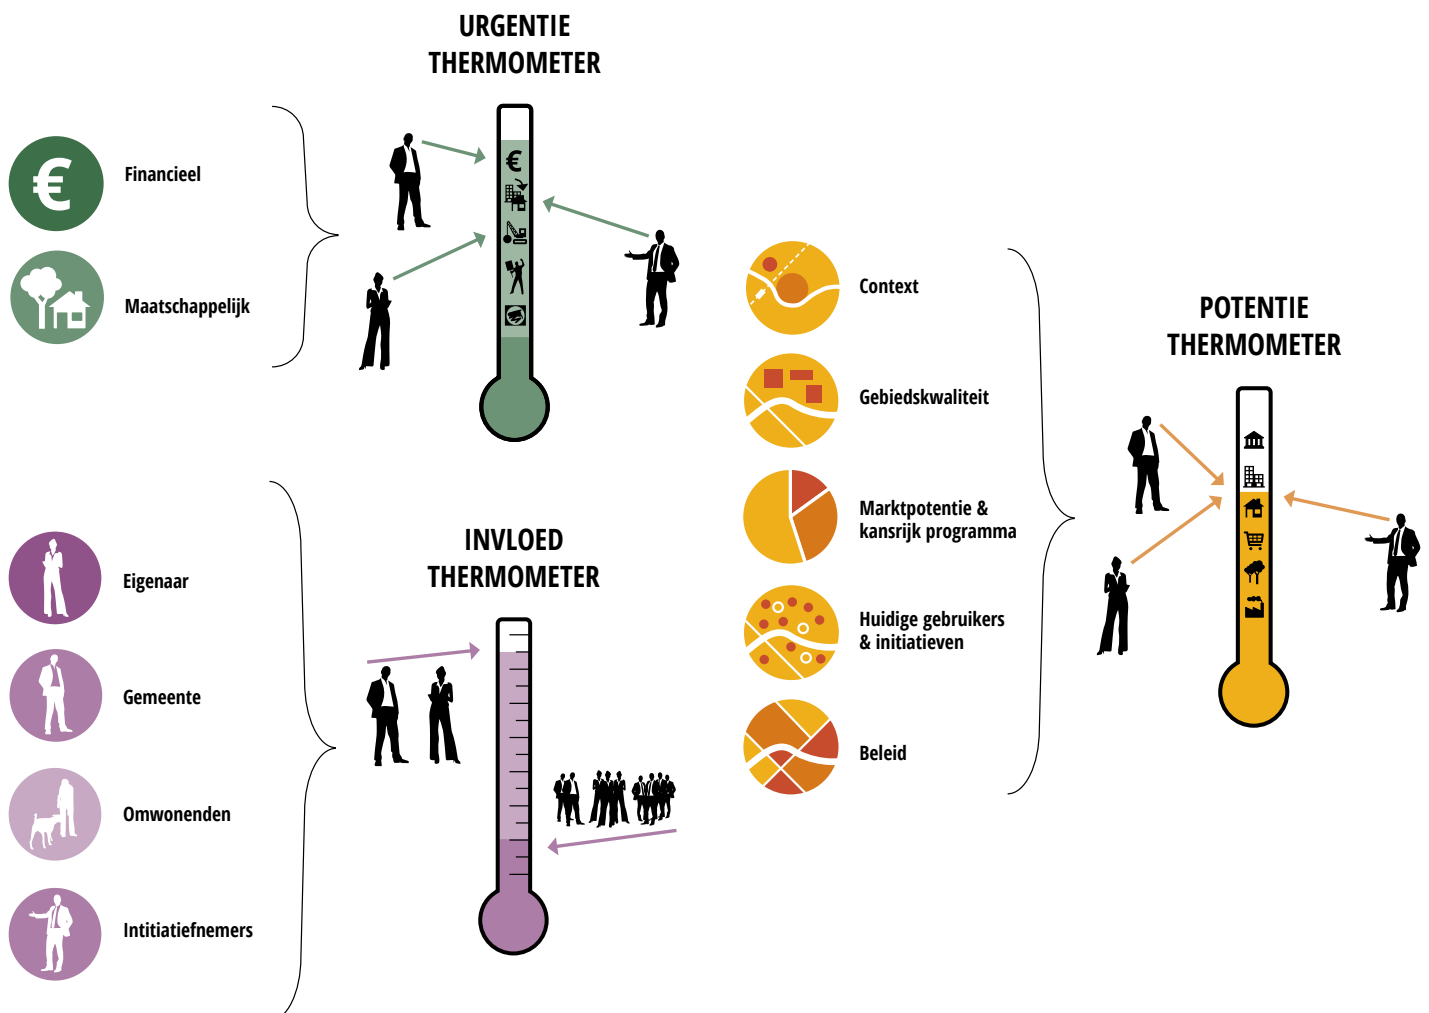 URGENTIE
THERMOMETER
Financieel
Maatschappelijk
INVLOED
THERMOMETER
Eigenaar
Gemeente
Omwonenden
Intitiatiefnemers
POTENTIE
THERMOMETER
Context
Gebiedskwaliteit
Marktpotentie &
kansrijk programma
Huidige gebruikers
& initiatieven
Beleid